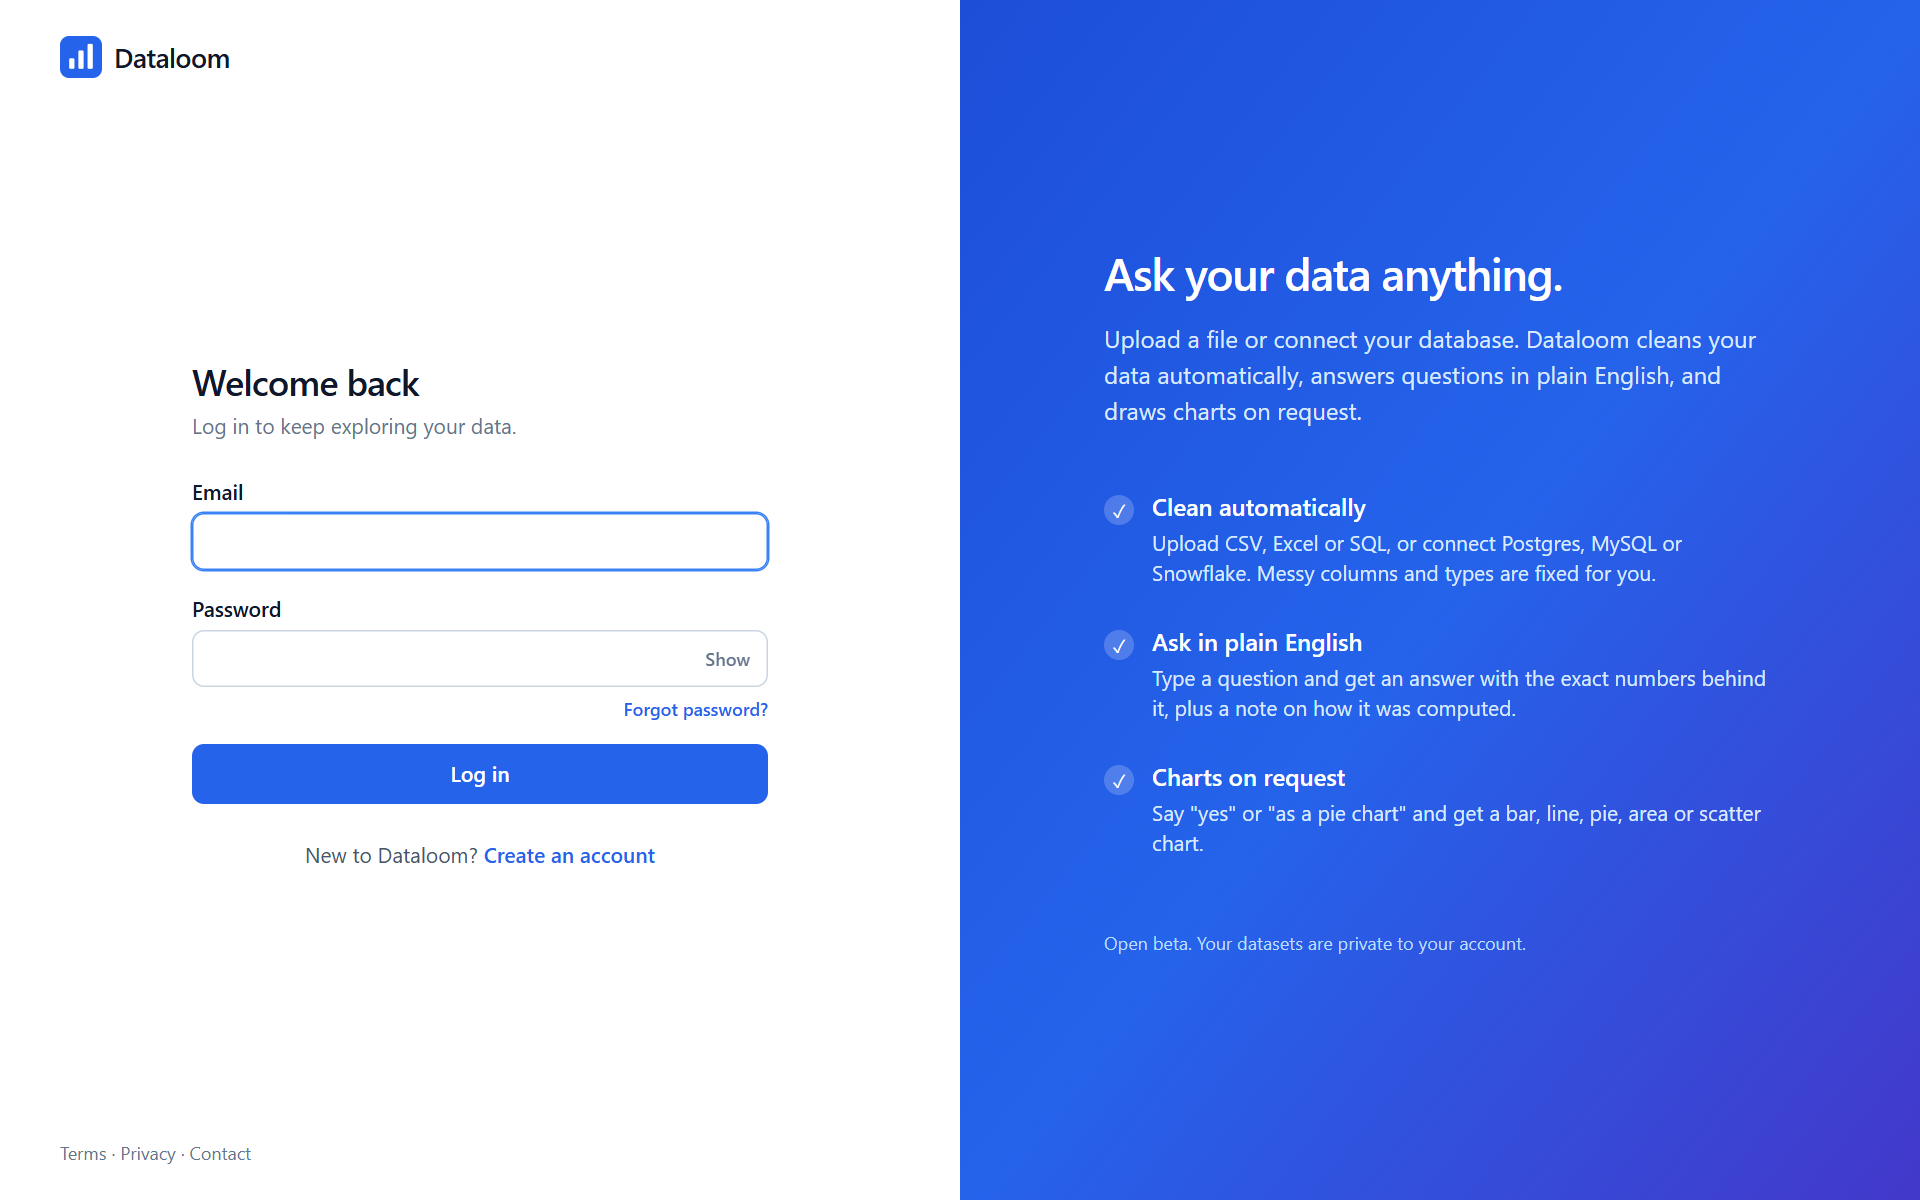 Dataloom
Welcome back
Log in to keep exploring your data.
Email
Password
Show
Forgot password?
Log in
New to Dataloom? Create an account
Terms · Privacy · Contact
Ask your data anything.
Upload a file or connect your database. Dataloom cleans your
data automatically, answers questions in plain English, and
draws charts on request.
Clean automatically
Upload CSV, Excel or SQL, or connect Postgres, MySQL or
Snowflake. Messy columns and types are fixed for you.
Ask in plain English
Type a question and get an answer with the exact numbers behind
it, plus a note on how it was computed.
Charts on request
Say "yes" or "as a pie chart" and get a bar, line, pie, area or scatter
chart.
Open beta. Your datasets are private to your account.